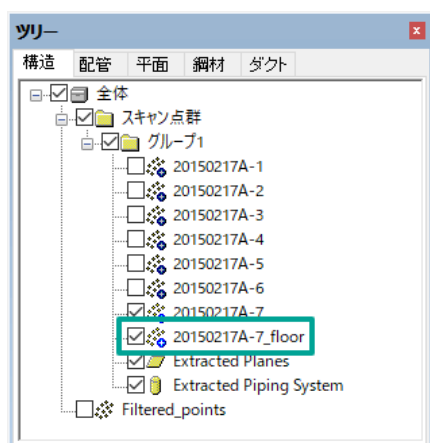 ツリー
構造 配管 平面 鋼材 ダクト
全体
スキャン点群
グループ1
20150217A-1
20150217A-2
20150217A-3
20150217A-4
20150217A-5
20150217A-6
20150217A-7
20150217A-7_floor
Extracted Planes
Extracted Piping System
Filtered_points